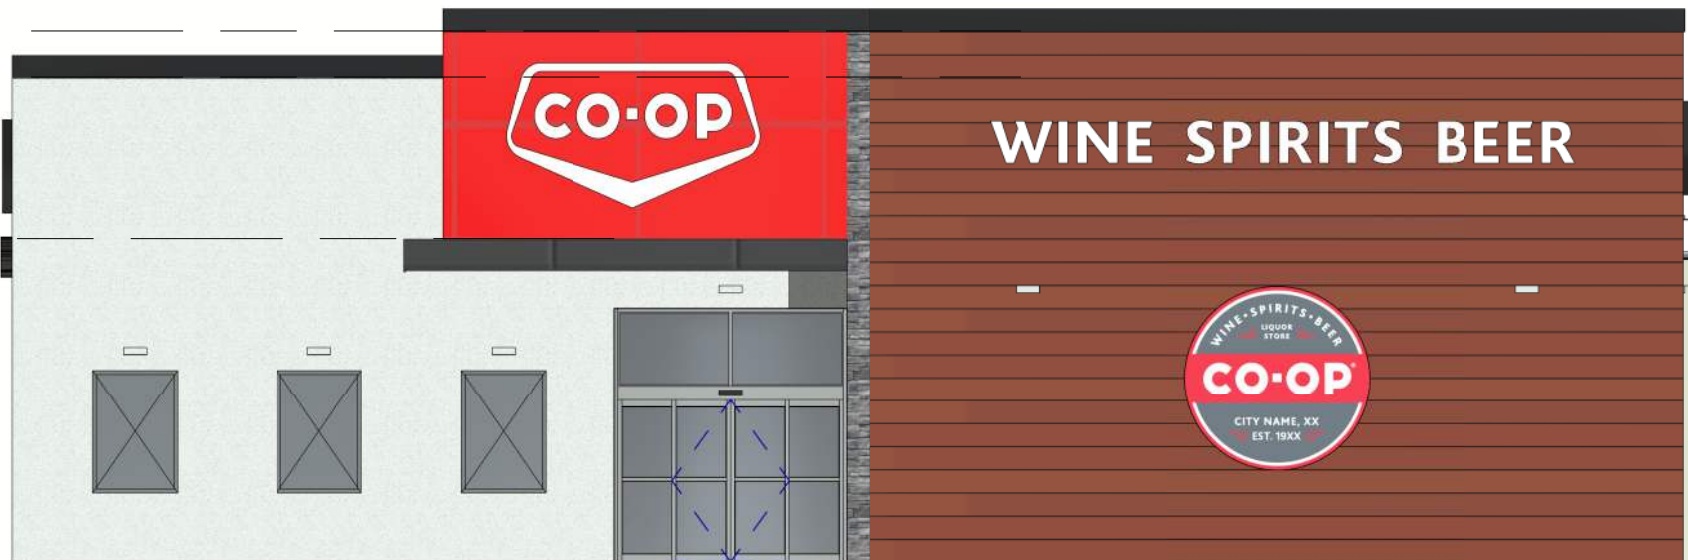 CO-OP
WINE SPIRITS BEER
WINE•SPIRITS•BEER
LIQUOR
STORE
CO-OP®
CITY NAME, XX
EST. 19XX